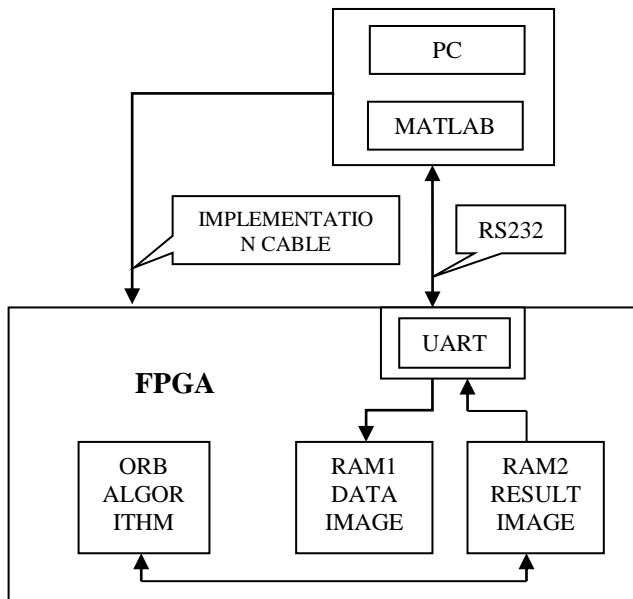 PC
MATLAB
IMPLEMENTATIO
N CABLE
RS232
UART
FPGA
ORB
ALGOR
ITHM
RAM1
DATA
IMAGE
RAM2
RESULT
IMAGE